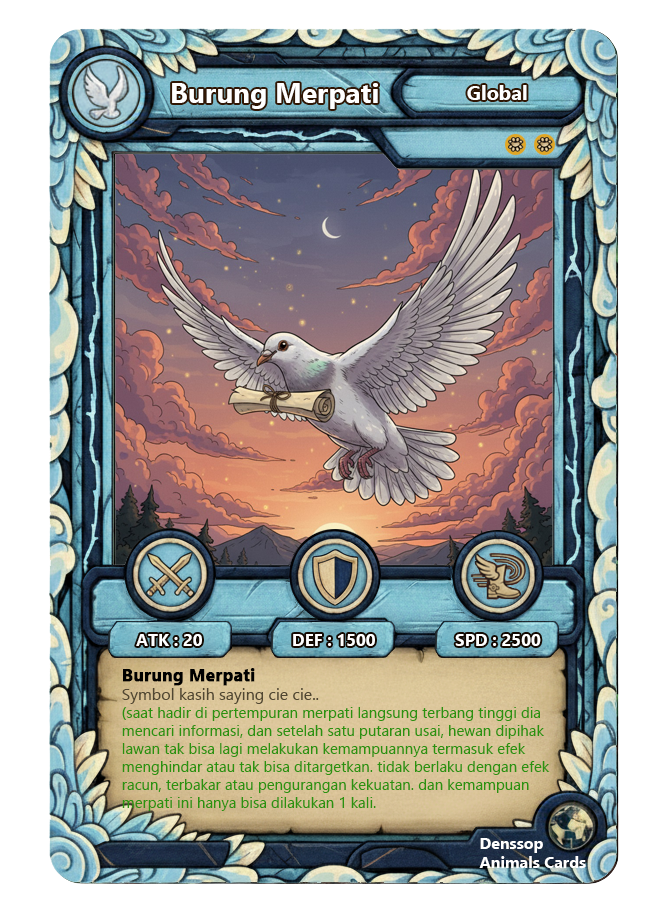 Burung Merpati
Global
ATK : 20
DEF : 1500
SPD : 2500
Burung Merpati
Symbol kasih saying cie cie..
(saat hadir di pertempuran merpati langsung terbang tinggi dia
mencari informasi, dan setelah satu putaran usai, hewan dipihak
lawan tak bisa lagi melakukan kemampuannya termasuk efek
menghindar atau tak bisa ditargetkan. tidak berlaku dengan efek
racun, terbakar atau pengurangan kekuatan. dan kemampuan
merpati ini hanya bisa dilakukan 1 kali.
Denssop
Animals Cards